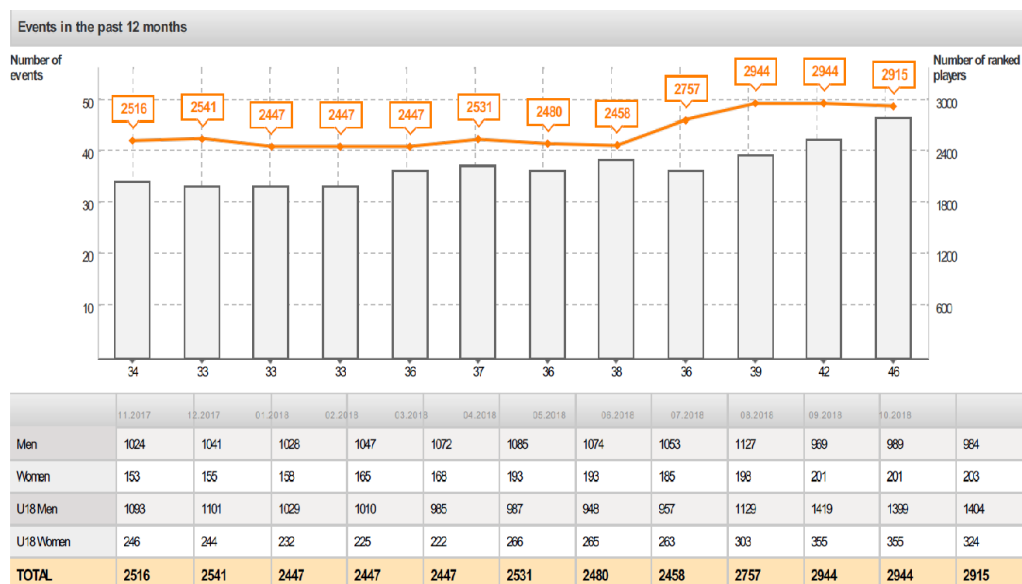 Events in the past 12 months
Number of
events
Number of ranked
players
2516 2541 2447 2447 2447 2531 2480 2458 2757 2944 2944 2915
50 3000
40 2400
30 1800
20 1200
10 600
34 33 33 33 36 37 36 38 36 39 42 46
11.2017 12.2017 01.2018 02.2018 03.2018 04.2018 05.2018 06.2018 07.2018 08.2018 09.2018 10.2018
Men 1024 1041 1028 1047 1072 1085 1074 1053 1127 989 989 984
Women 153 155 158 165 168 193 193 185 198 201 201 203
U18 Men 1093 1101 1029 1010 985 987 948 957 1129 1419 1399 1404
U18 Women 246 244 232 225 222 266 265 263 303 355 355 324
TOTAL 2516 2541 2447 2447 2447 2531 2480 2458 2757 2944 2944 2915